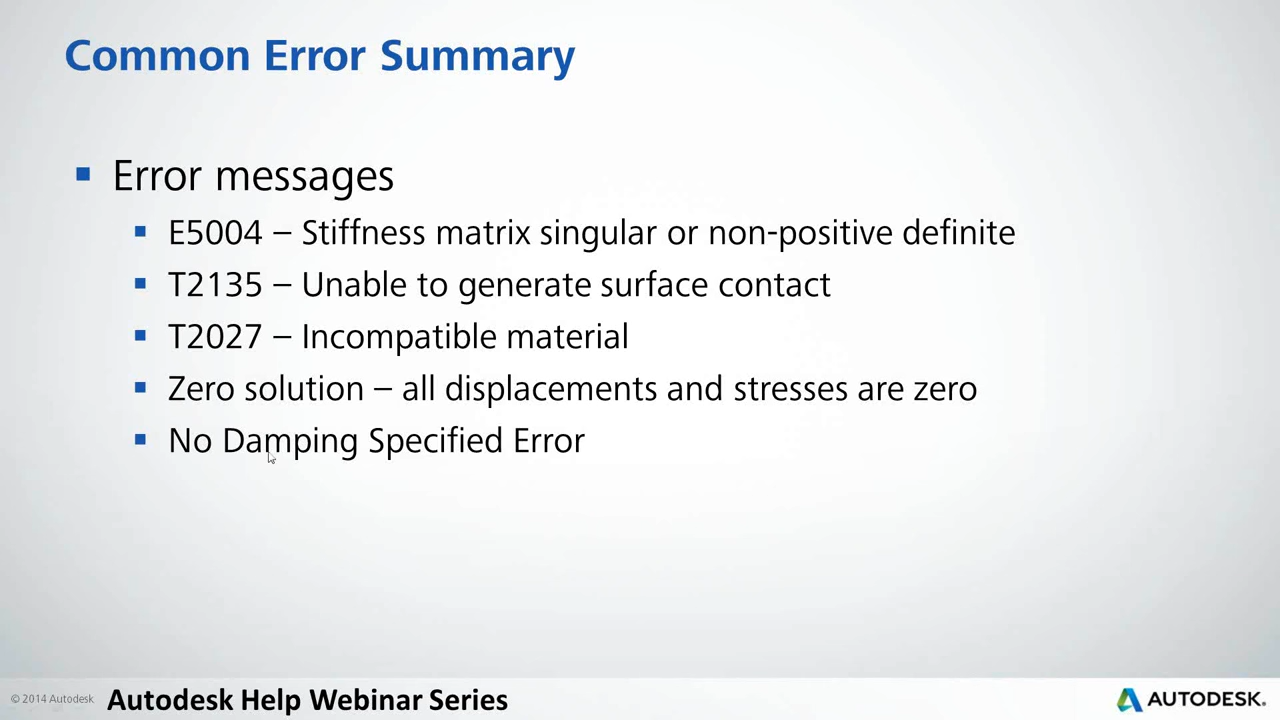 Common Error Summary
Error messages
E5004 – Stiffness matrix singular or non-positive definite
T2135 – Unable to generate surface contact
T2027 – Incompatible material
Zero solution – all displacements and stresses are zero
No Damping Specified Error
© 2014 Autodesk
Autodesk Help Webinar Series
AUTODESK.